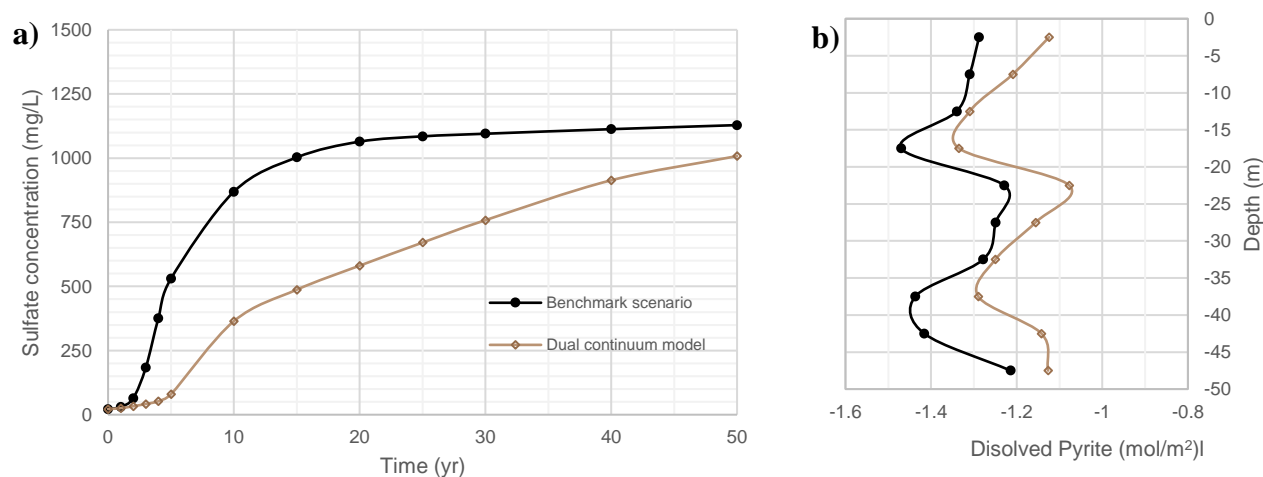 a)
1500
1250
1000
750
500
250
0
Sulfate concentration (mg/L)
0 10 20 30 40 50
Time (yr)
Benchmark scenario
Dual continuum model
b)
0
-5
-10
-15
-20
-25
-30
-35
-40
-45
-50
Depth (m)
-1.6 -1.4 -1.2 -1 -0.8
Disolved Pyrite (mol/m²)l